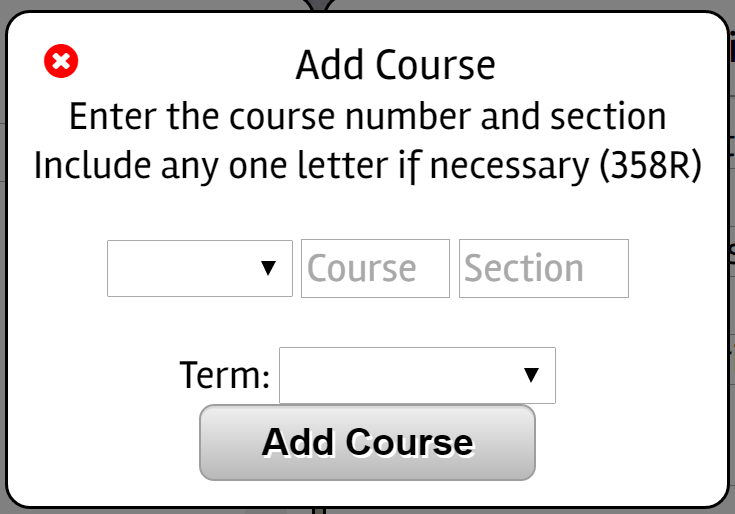 Add Course
Enter the course number and section
Include any one letter if necessary (358R)
Course Section
Term:
Add Course